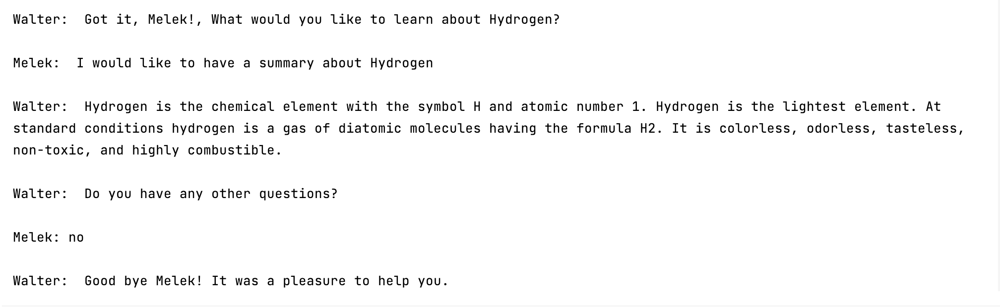 Walter:  Got it, Melek!, What would you like to learn about Hydrogen?
Melek:  I would like to have a summary about Hydrogen
Walter:  Hydrogen is the chemical element with the symbol H and atomic number 1. Hydrogen is the lightest element. At
standard conditions hydrogen is a gas of diatomic molecules having the formula H2. It is colorless, odorless, tasteless,
non-toxic, and highly combustible.
Walter:  Do you have any other questions?
Melek: no
Walter:  Good bye Melek! It was a pleasure to help you.